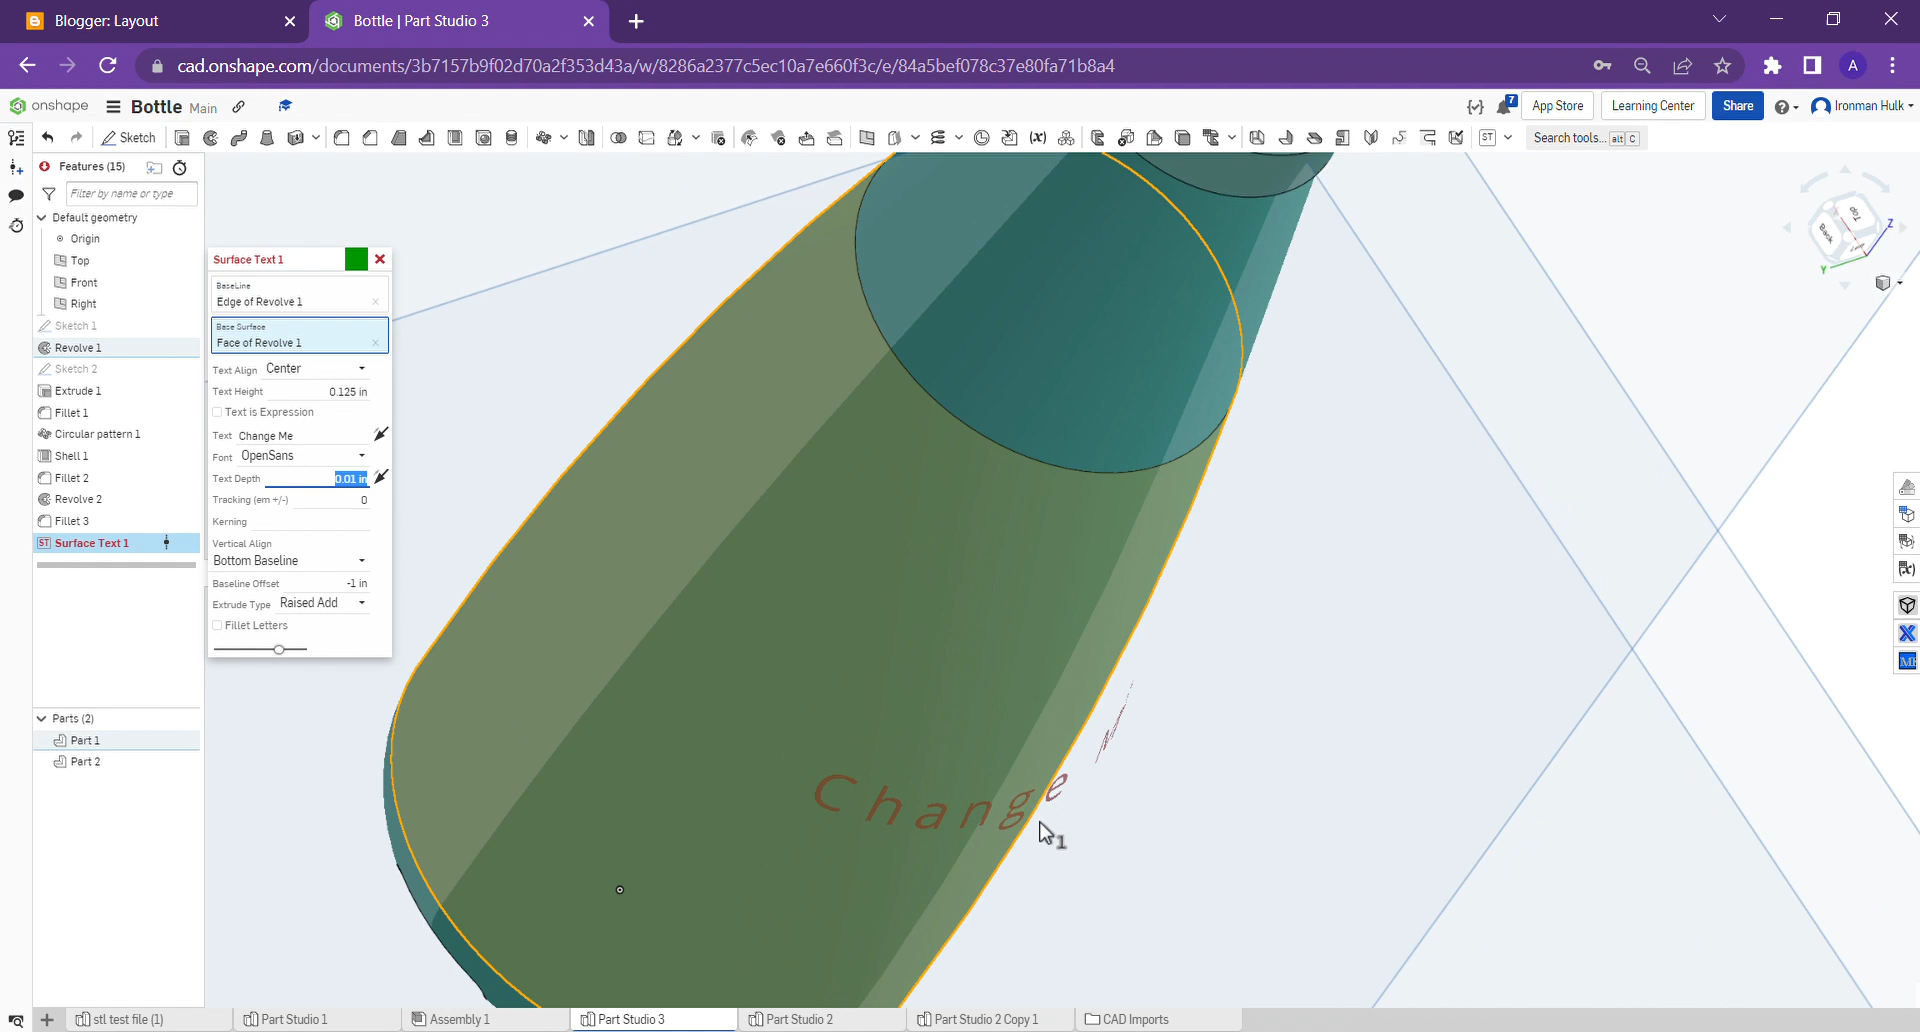 Blogger: Layout
Bottle | Part Studio 3
cad.onshape.com/documents/3b7157b9f02d70a2f353d43a/w/8286a2377c5ec10a7e660f3c/e/84a5bef078c37e80fa71b8a4
A
onshape
Bottle Main
7
App Store
Learning Center
Share
Ironman Hulk
Sketch
ST
Search tools... alt C
Features (15)
Filter by name or type
Default geometry
Origin
Top
Front
Right
Sketch 1
Revolve 1
Sketch 2
Extrude 1
Fillet 1
Circular pattern 1
Shell 1
Fillet 2
Revolve 2
Fillet 3
ST Surface Text 1
Parts (2)
Part 1
Part 2
Surface Text 1
BaseLine
Edge of Revolve 1
Base Surface
Face of Revolve 1
Text Align Center
Text Height 0.125 in
Text is Expression
Text Change Me
Font OpenSans
Text Depth 0.01 in
Tracking (em +/-) 0
Kerning
Vertical Align
Bottom Baseline
Baseline Offset -1 in
Extrude Type Raised Add
Fillet Letters
Change
1
Top
Back
Z
Y
stl test file (1)
Part Studio 1
Assembly 1
Part Studio 3
Part Studio 2
Part Studio 2 Copy 1
CAD Imports